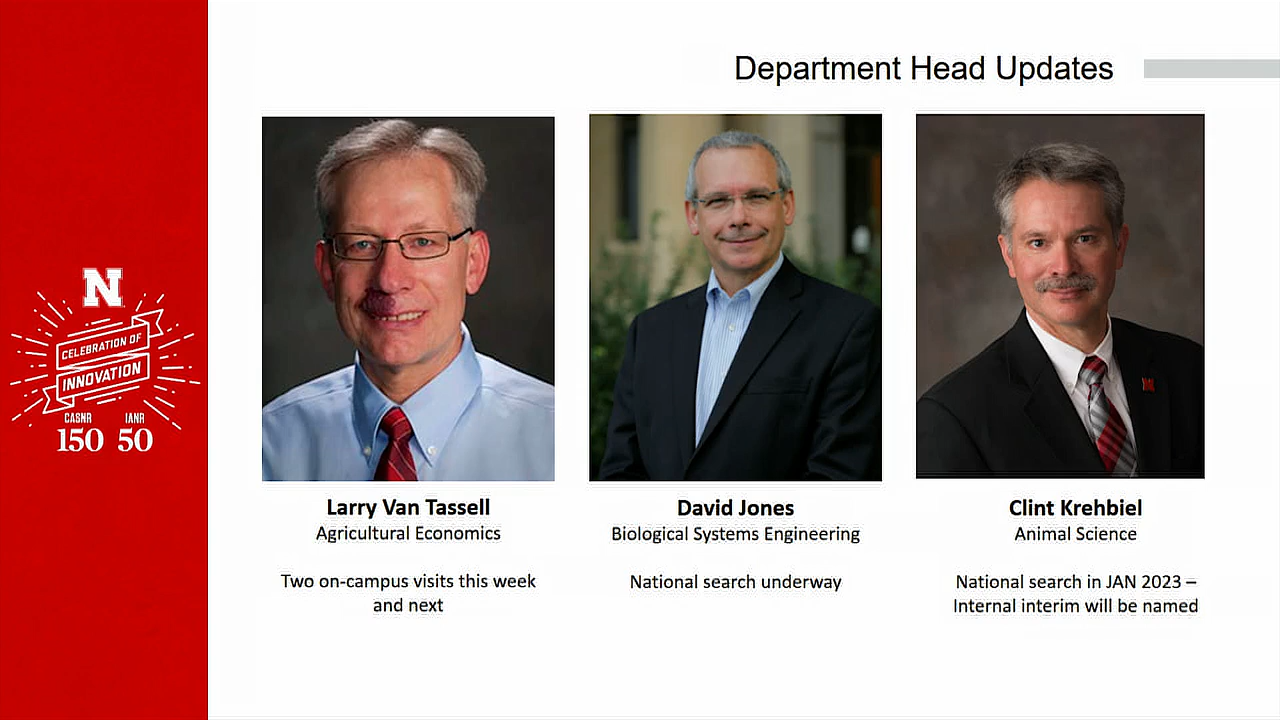 Department Head Updates
N
CELEBRATION OF
INNOVATION
CASNR IANR
150 50
Larry Van Tassell
Agricultural Economics
Two on-campus visits this week
and next
David Jones
Biological Systems Engineering
National search underway
Clint Krehbiel
Animal Science
National search in JAN 2023 –
Internal interim will be named